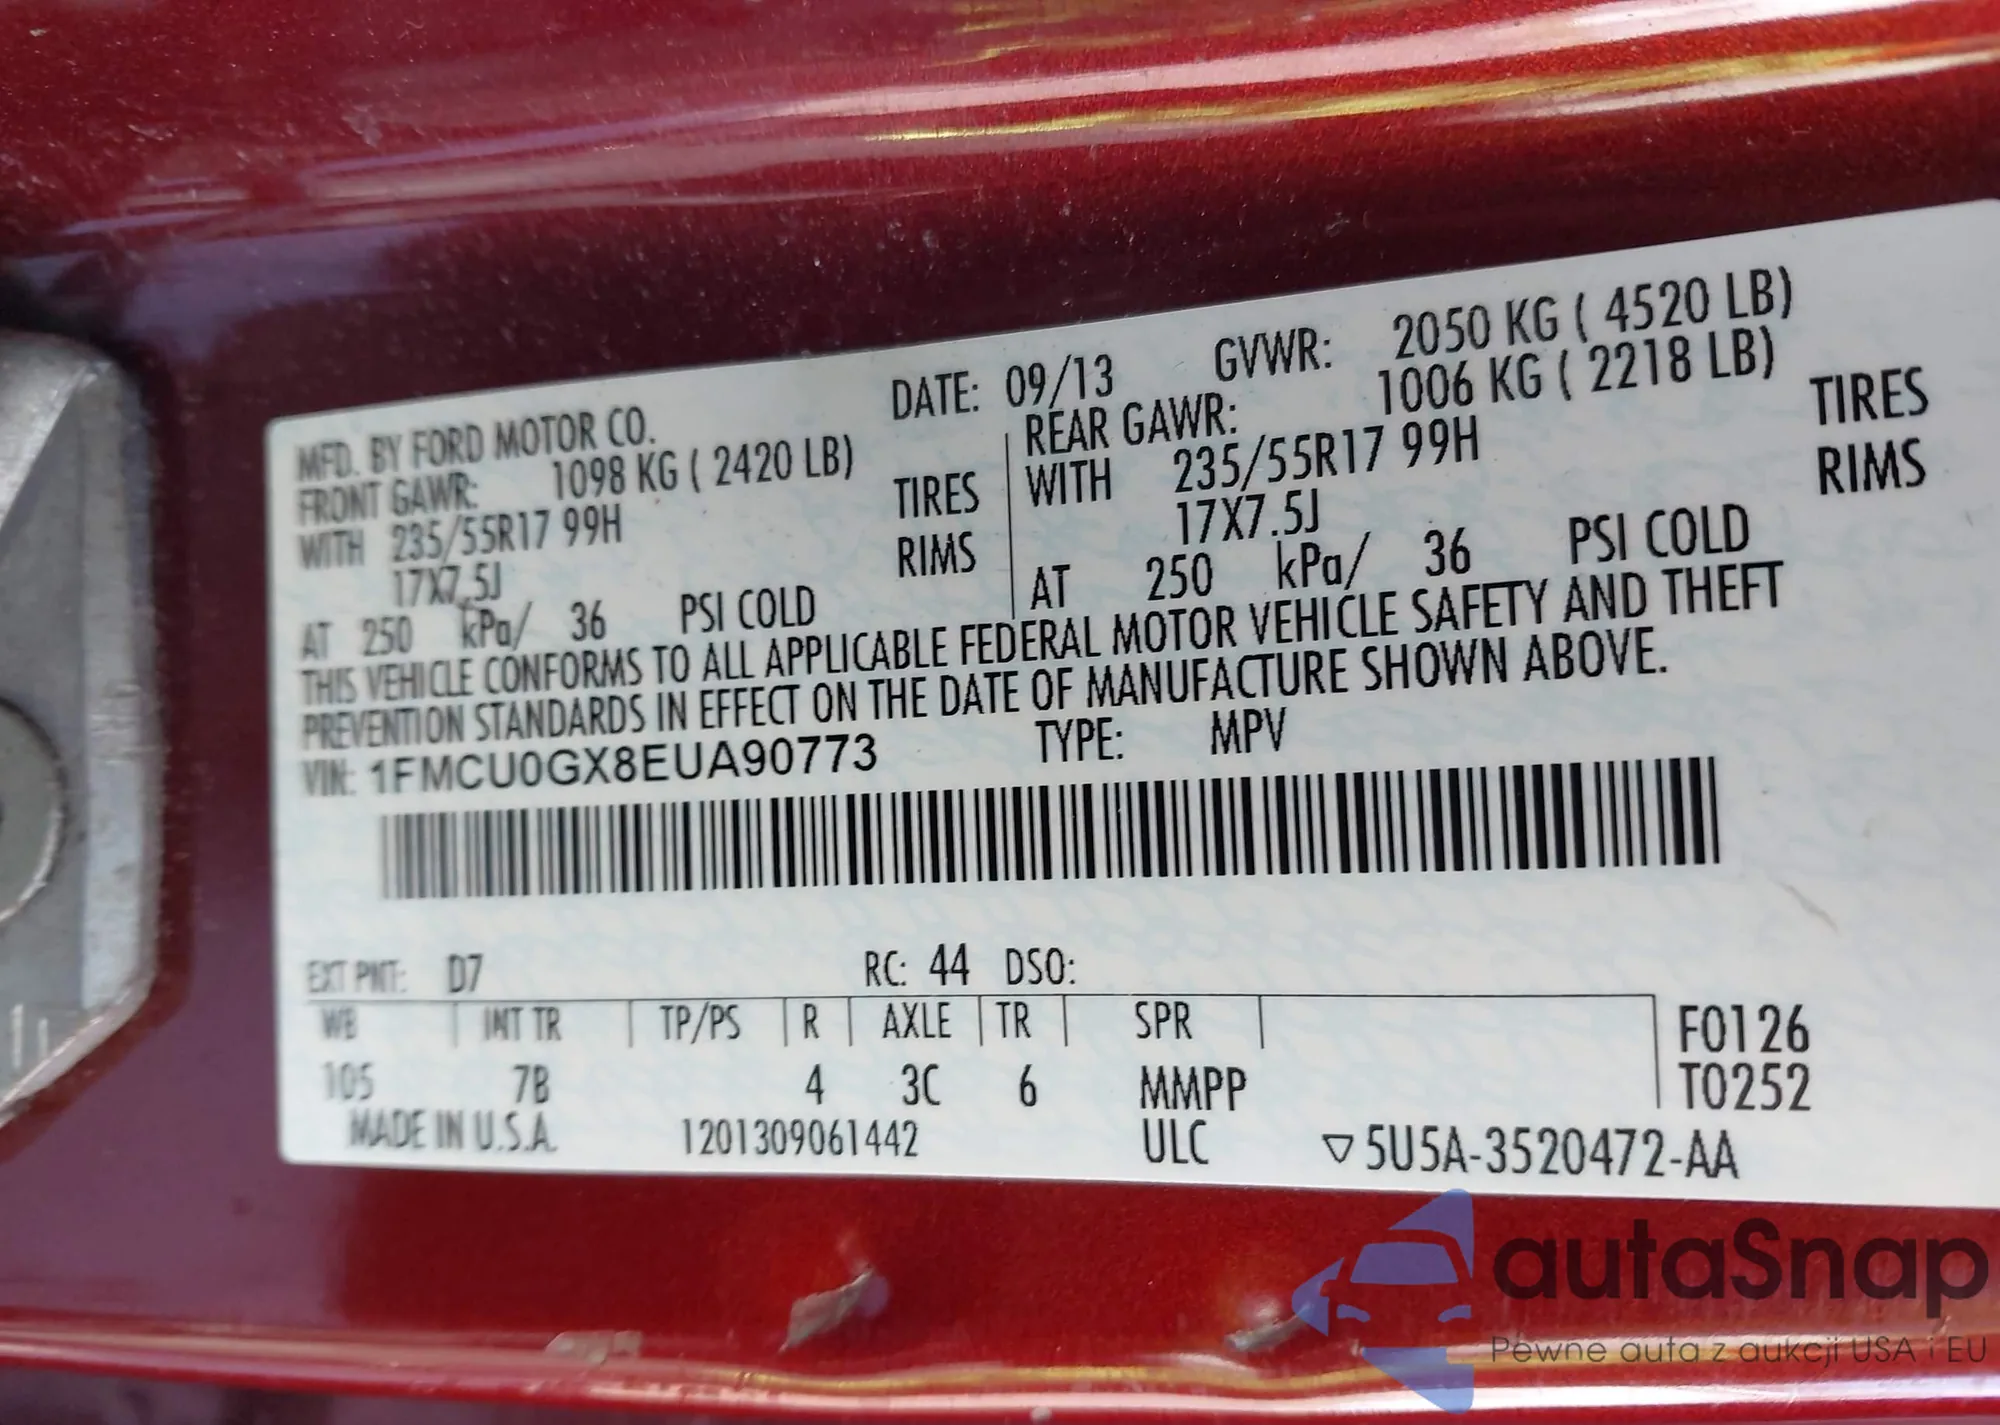 MFD. BY FORD MOTOR CO. DATE: 09/13 GVWR: 2050 KG ( 4520 LB)
FRONT GAWR: 1098 KG ( 2420 LB) REAR GAWR: 1006 KG ( 2218 LB)
WITH 235/55R17 99H TIRES WITH 235/55R17 99H TIRES
17X7.5J RIMS 17X7.5J RIMS
AT 250 kPa/ 36 PSI COLD AT 250 kPa/ 36 PSI COLD
THIS VEHICLE CONFORMS TO ALL APPLICABLE FEDERAL MOTOR VEHICLE SAFETY AND THEFT
PREVENTION STANDARDS IN EFFECT ON THE DATE OF MANUFACTURE SHOWN ABOVE.
VIN: 1FMCU0GX8EUA90773 TYPE: MPV
EXT PNT: D7 RC: 44 DSO:
WB INT TR TP/PS R AXLE TR SPR F0126
105 7B 4 3C 6 MMPP T0252
MADE IN U.S.A. 1201309061442 ULC ▽5U5A-3520472-AA
autaSnap
Pewne auta z aukcji USA i EU